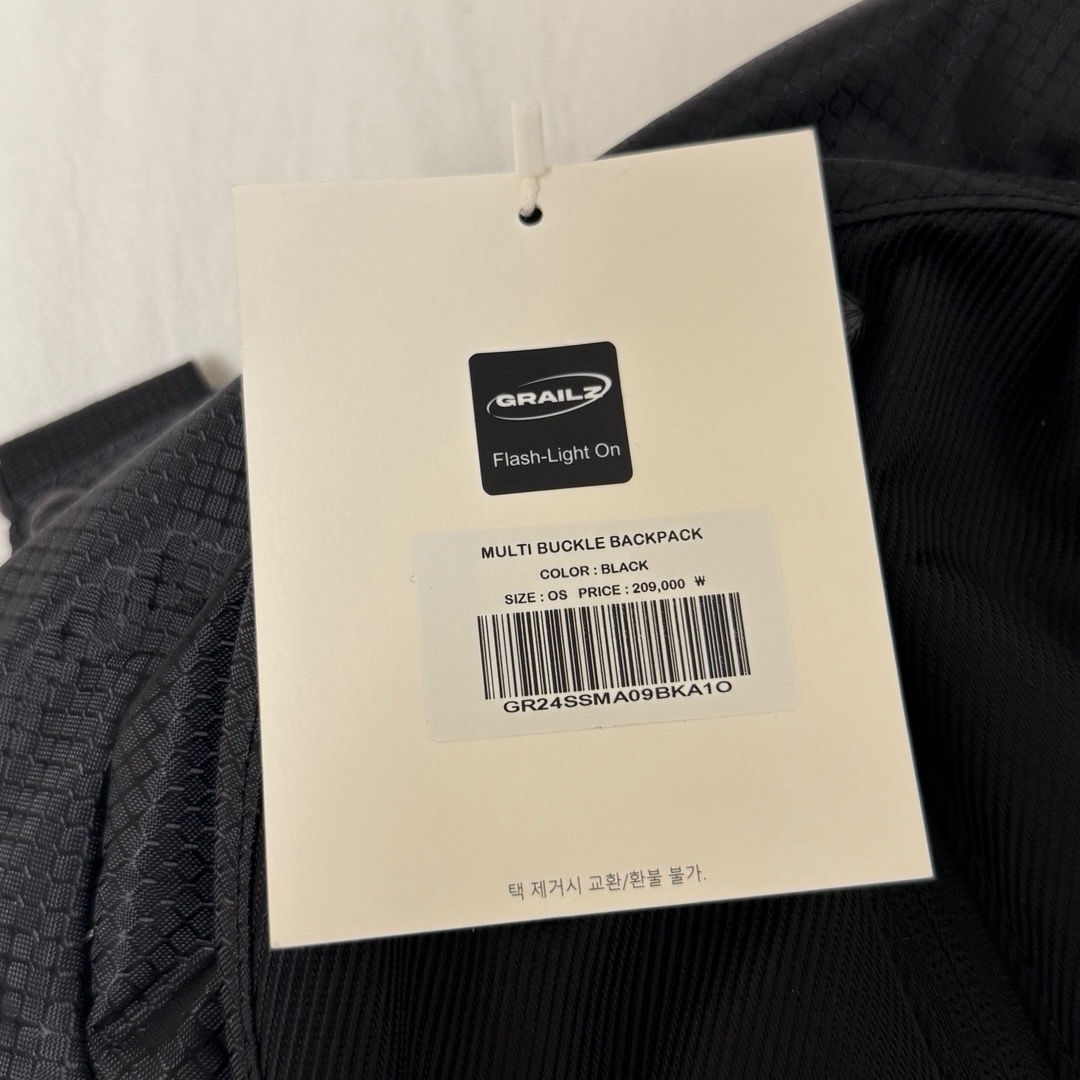 GRAILZ
Flash-Light On
MULTI BUCKLE BACKPACK
COLOR : BLACK
SIZE : OS PRICE : 209,000 ₩
GR24SSMA09BKA1O
택 제거시 교환/환불 불가.